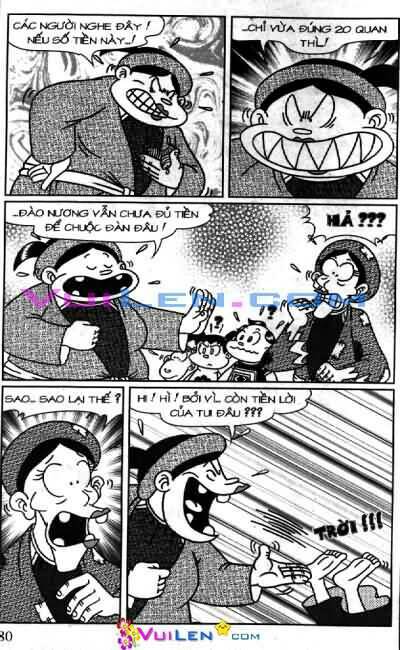 CÁC NGƯỜI NGHE ĐÂY!
NẾU SỐ TIỀN NÀY...!
...CHỈ VỪA ĐÚNG 20 QUAN
THÌ...!
...ĐÀO NƯƠNG VẪN CHƯA ĐỦ TIỀN
ĐỂ CHUỘC ĐÀN ĐÂU!
HIẢ ???
?
?
?
VUILEN.COM
SAO... SAO LẠI THẾ?
HI! HÌ! BỞI VÌ... CÒN TIỀN LỜI
CỦA TUI ĐÂU???
TRỜI!!!
80
VUILEN.COM